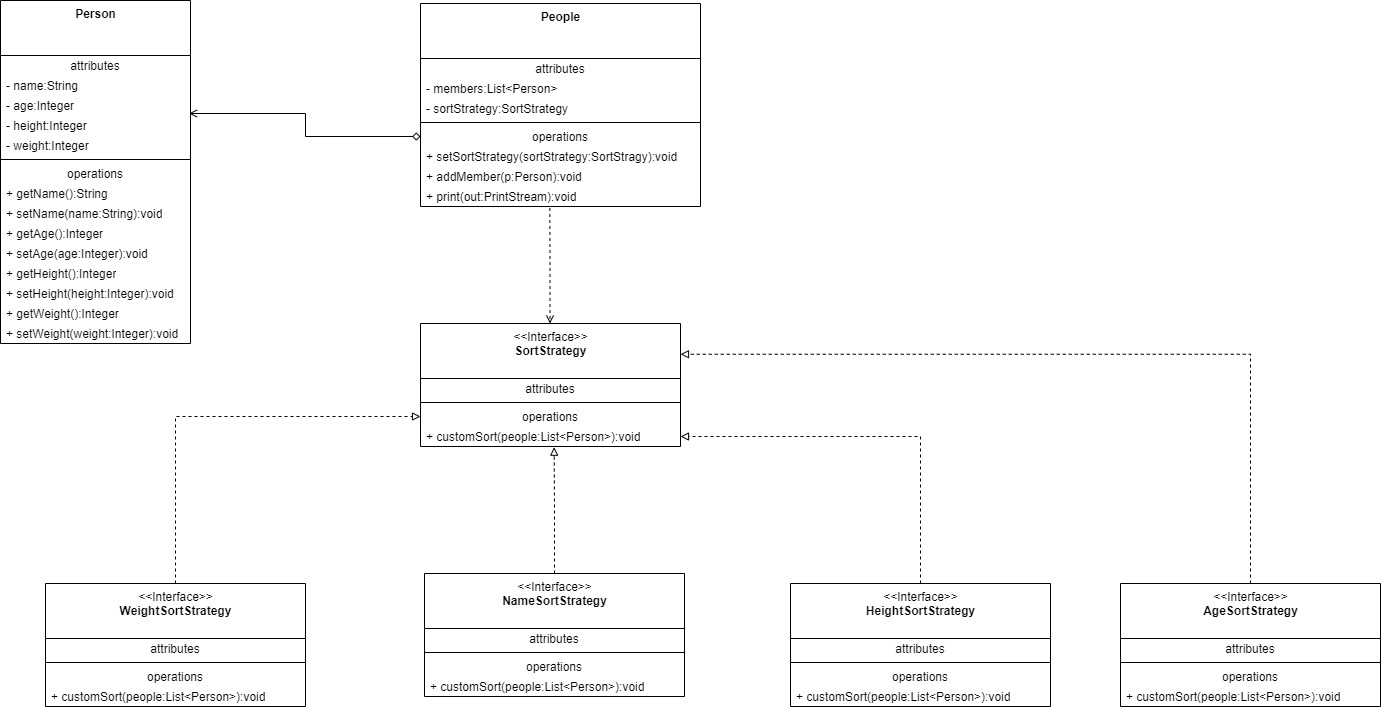 Person
attributes
- name:String
- age:Integer
- height:Integer
- weight:Integer
operations
+ getName():String
+ setName(name:String):void
+ getAge():Integer
+ setAge(age:Integer):void
+ getHeight():Integer
+ setHeight(height:Integer):void
+ getWeight():Integer
+ setWeight(weight:Integer):void
People
attributes
- members:List<Person>
- sortStrategy:SortStrategy
operations
+ setSortStrategy(sortStrategy:SortStragy):void
+ addMember(p:Person):void
+ print(out:PrintStream):void
<<Interface>>
SortStrategy
attributes
operations
+ customSort(people:List<Person>):void
<<Interface>>
WeightSortStrategy
attributes
operations
+ customSort(people:List<Person>):void
<<Interface>>
NameSortStrategy
attributes
operations
+ customSort(people:List<Person>):void
<<Interface>>
HeightSortStrategy
attributes
operations
+ customSort(people:List<Person>):void
<<Interface>>
AgeSortStrategy
attributes
operations
+ customSort(people:List<Person>):void